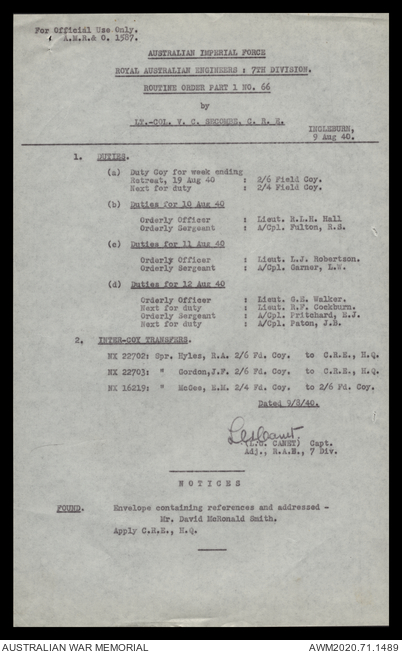 For Official Use Only.
A.M.R.& O. 1587.
AUSTRALIAN IMPERIAL FORCE
ROYAL AUSTRALIAN ENGINEERS : 7TH DIVISION.
ROUTINE ORDER PART 1 NO. 66
by
LT.-COL. V. C. SECOMBE, C. R. E.
INGLEBURN,
9 Aug 40.
1. DUTIES.
(a) Duty Coy for week ending
Retreat, 19 Aug 40 : 2/6 Field Coy.
Next for duty : 2/4 Field Coy.
(b) Duties for 10 Aug 40
Orderly Officer : Lieut. R.L.H. Hall
Orderly Sergeant : A/Cpl. Fulton, R.S.
(c) Duties for 11 Aug 40
Orderly Officer : Lieut. L.J. Robertson.
Orderly Sergeant : A/Cpl. Garner, L.W.
(d) Duties for 12 Aug 40
Orderly Officer : Lieut. G.E. Walker.
Next for duty : Lieut. R.F. Cockburn.
Orderly Sergeant : A/Cpl. Pritchard, M.J.
Next for duty : A/Cpl. Paton, J.B.
2. INTER-COY TRANSFERS.
NX 22702: Spr. Hyles, R.A. 2/6 Fd. Coy. to C.R.E., H.Q.
NX 22703: " Gordon,J.F. 2/6 Fd. Coy. to C.R.E., H.Q.
NX 16219: " McGee, E.M. 2/4 Fd. Coy. to 2/6 Fd. Coy.
Dated 9/8/40.
(L.G. CANET) Capt.
Adj., R.A.E., 7 Div.
NOTICES
FOUND. Envelope containing references and addressed -
Mr. David McRonald Smith.
Apply C.R.E., H.Q.
AUSTRALIAN WAR MEMORIAL
AWM2020.71.1489